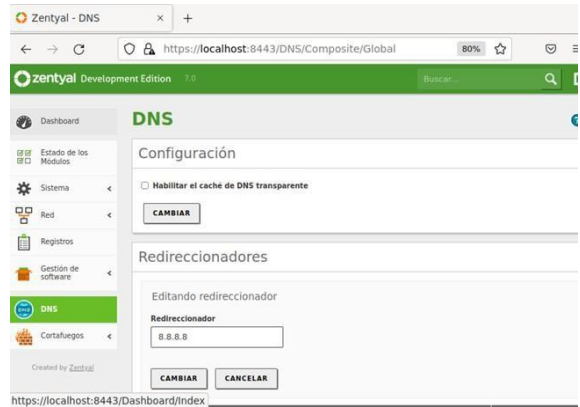 Zentyal - DNS
https://localhost:8443/DNS/Composite/Global
80%
zentyal Development Edition 7.0
Buscar...
Dashboard
Estado de los
Módulos
Sistema
Red
Registros
Gestión de
software
DNS
Cortafuegos
Created by Zentyal
DNS
Configuración
Habilitar el caché de DNS transparente
CAMBIAR
Redireccionadores
Editando redireccionador
Redireccionador
8.8.8.8
CAMBIAR CANCELAR
https://localhost:8443/Dashboard/Index